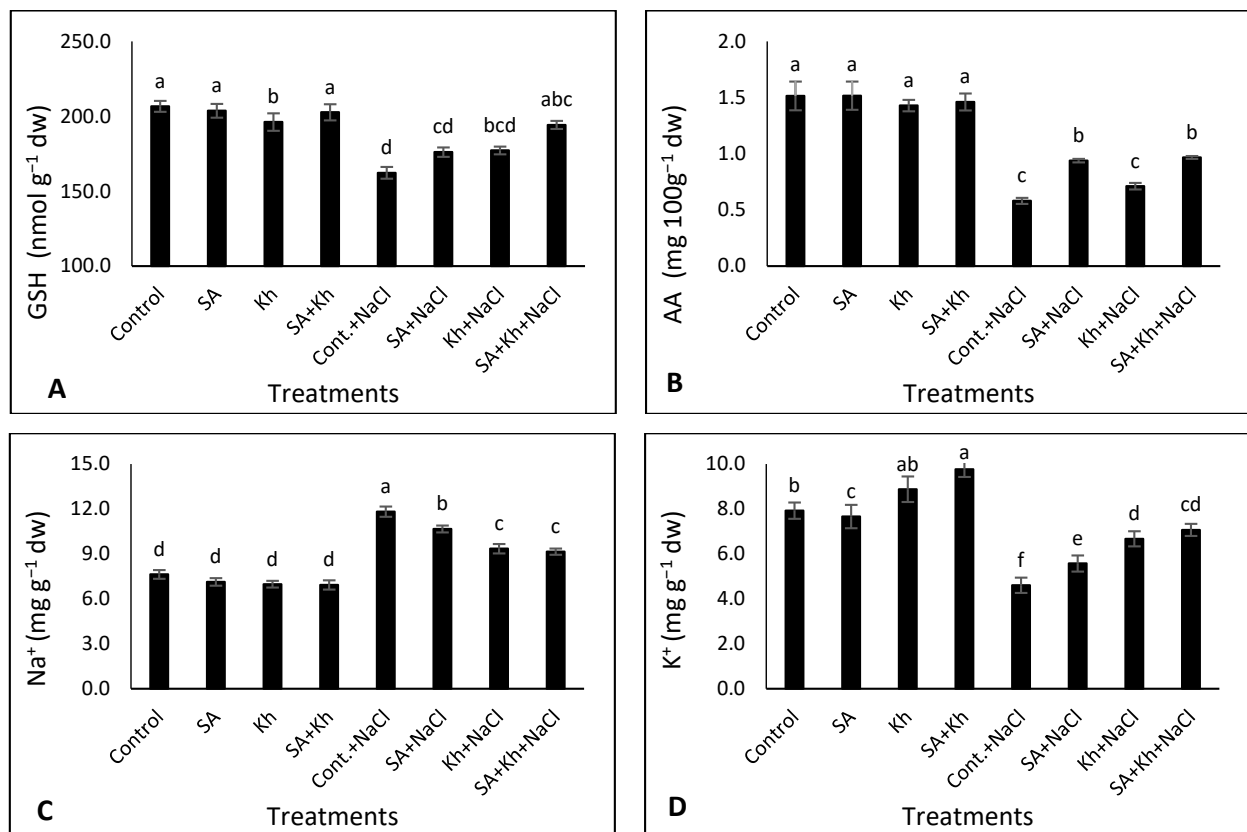 250.0
200.0
150.0
100.0
GSH (nmol g⁻¹ dw)
a
a
b
a
d
cd
bcd
abc
Control
SA
Kh
SA+Kh
Cont.+NaCl
SA+NaCl
Kh+NaCl
SA+Kh+NaCl
A
Treatments
2.0
1.5
1.0
0.5
0.0
AA (mg 100g⁻¹ dw)
a
a
a
a
c
b
c
b
Control
SA
Kh
SA+Kh
Cont.+NaCl
SA+NaCl
Kh+NaCl
SA+Kh+NaCl
B
Treatments
15.0
12.0
9.0
6.0
3.0
0.0
Na⁺ (mg g⁻¹ dw)
d
d
d
d
a
b
c
c
Control
SA
Kh
SA+Kh
Cont.+NaCl
SA+NaCl
Kh+NaCl
SA+Kh+NaCl
C
Treatments
10.0
8.0
6.0
4.0
2.0
0.0
K⁺ (mg g⁻¹ dw)
b
c
ab
a
f
e
d
cd
Control
SA
Kh
SA+Kh
Cont.+NaCl
SA+NaCl
Kh+NaCl
SA+Kh+NaCl
D
Treatments